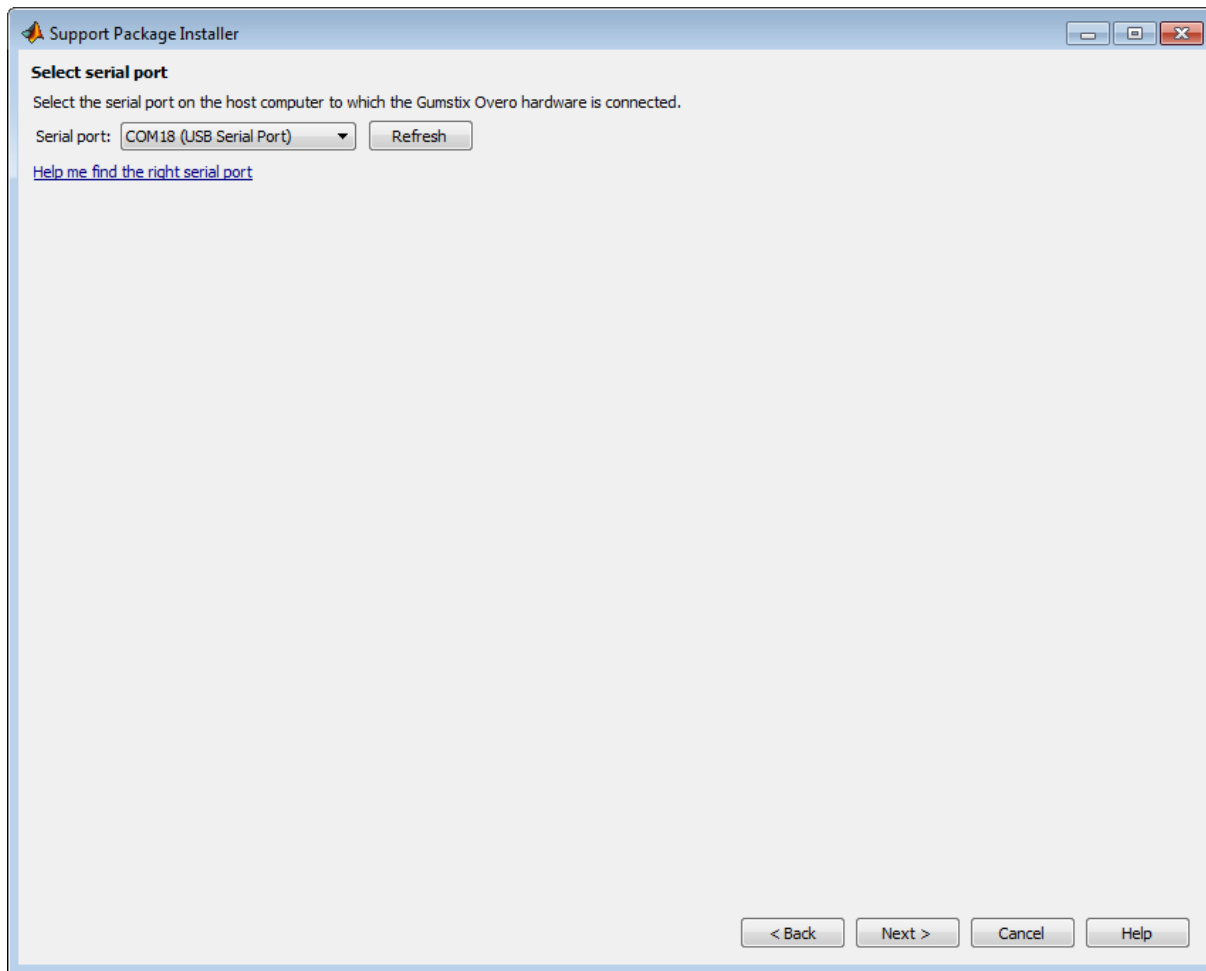 Support Package Installer
Select serial port
Select the serial port on the host computer to which the Gumstix Overo hardware is connected.
Serial port: COM18 (USB Serial Port) Refresh
Help me find the right serial port
< Back Next > Cancel Help